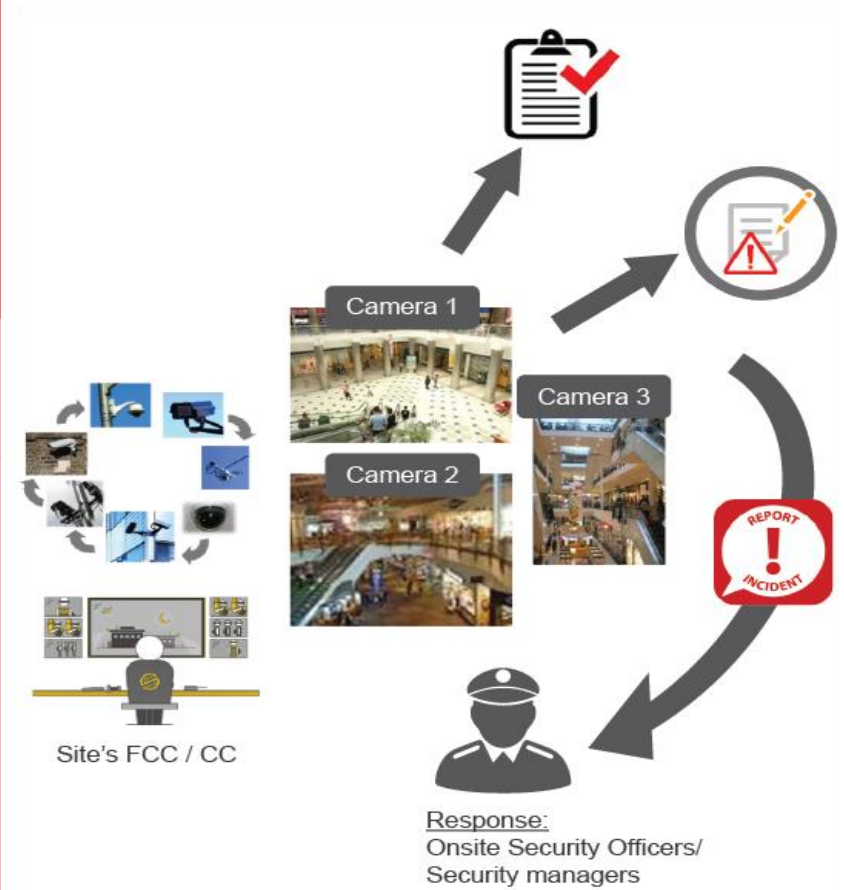 Camera 1
Camera 3
Camera 2
REPORT
INCIDENT
Site's FCC / CC
Response:
Onsite Security Officers/
Security managers